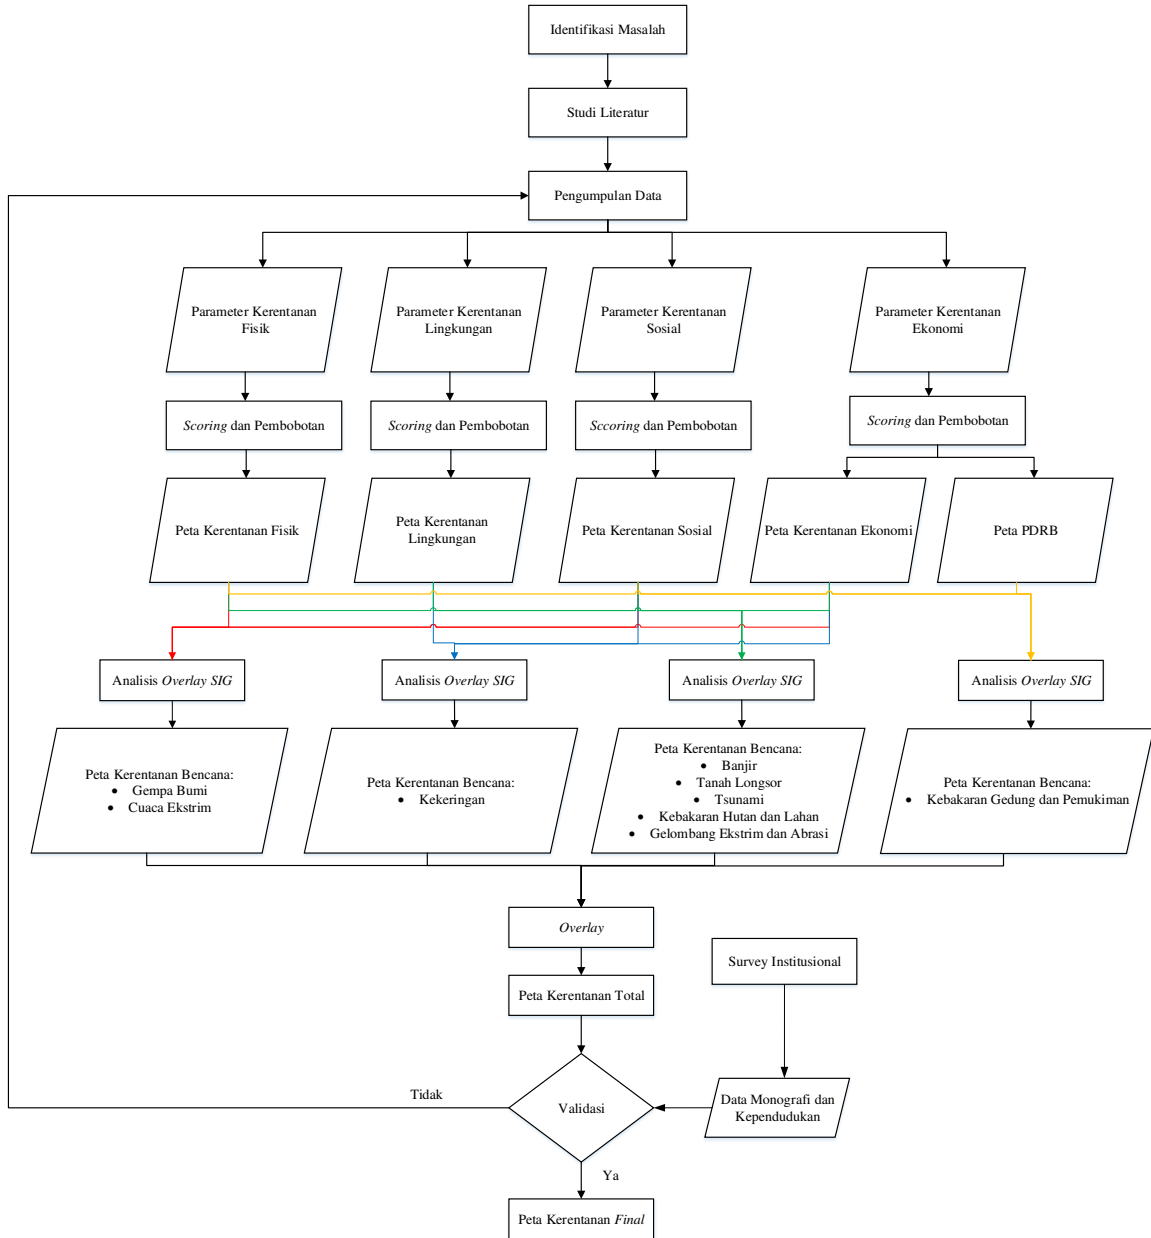 Identifikasi Masalah
Studi Literatur
Pengumpulan Data
Parameter Kerentanan
Fisik
Parameter Kerentanan
Lingkungan
Parameter Kerentanan
Sosial
Parameter Kerentanan
Ekonomi
Scoring dan Pembobotan
Scoring dan Pembobotan
Sccoring dan Pembobotan
Scoring dan Pembobotan
Peta Kerentanan Fisik
Peta Kerentanan
Lingkungan
Peta Kerentanan Sosial
Peta Kerentanan Ekonomi
Peta PDRB
Analisis Overlay SIG
Analisis Overlay SIG
Analisis Overlay SIG
Analisis Overlay SIG
Peta Kerentanan Bencana:
• Gempa Bumi
• Cuaca Ekstrim
Peta Kerentanan Bencana:
• Kekeringan
Peta Kerentanan Bencana:
• Banjir
• Tanah Longsor
• Tsunami
• Kebakaran Hutan dan Lahan
• Gelombang Ekstrim dan Abrasi
Peta Kerentanan Bencana:
• Kebakaran Gedung dan Pemukiman
Overlay
Survey Institusional
Peta Kerentanan Total
Tidak
Validasi
Data Monografi dan
Kependudukan
Ya
Peta Kerentanan Final